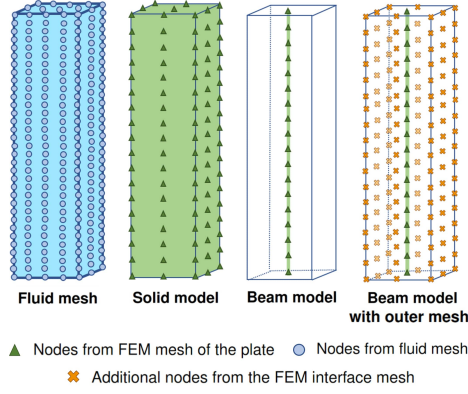 Fluid mesh
Solid model
Beam model
Beam model
with outer mesh
Nodes from FEM mesh of the plate
Nodes from fluid mesh
Additional nodes from the FEM interface mesh